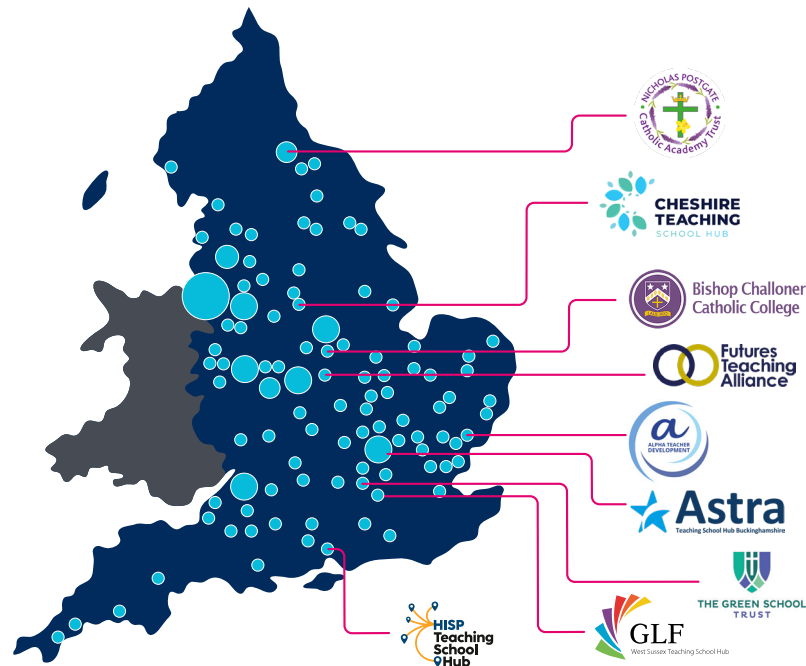 NICHOLAS POSTGATE
Catholic Academy Trust
CHESHIRE
TEACHING
SCHOOL HUB
Bishop Challoner
Catholic College
Futures
Teaching
Alliance
a
ALPHA TEACHER
DEVELOPMENT
Astra
Teaching School Hub Buckinghamshire
THE GREEN SCHOOL
TRUST
HISP
Teaching
School
Hub
GLF
West Sussex Teaching School Hub